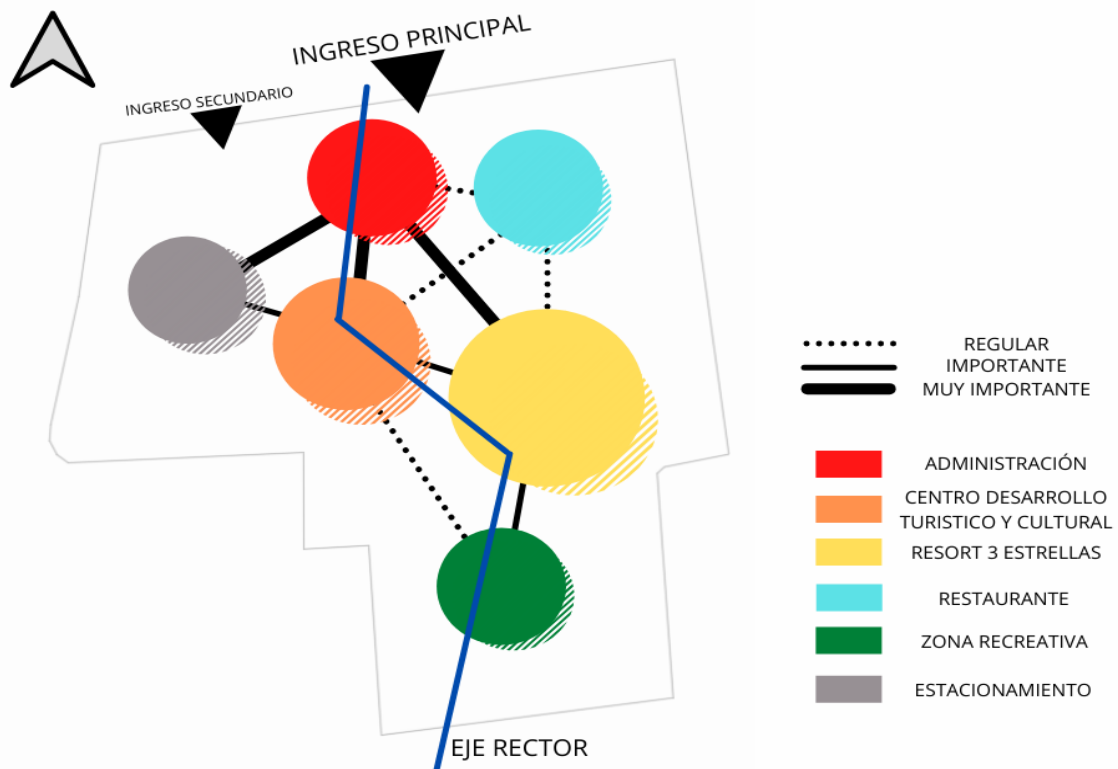 INGRESO PRINCIPAL
INGRESO SECUNDARIO
REGULAR
IMPORTANTE
MUY IMPORTANTE
ADMINISTRACIÓN
CENTRO DESARROLLO
TURISTICO Y CULTURAL
RESORT 3 ESTRELLAS
RESTAURANTE
ZONA RECREATIVA
ESTACIONAMIENTO
EJE RECTOR